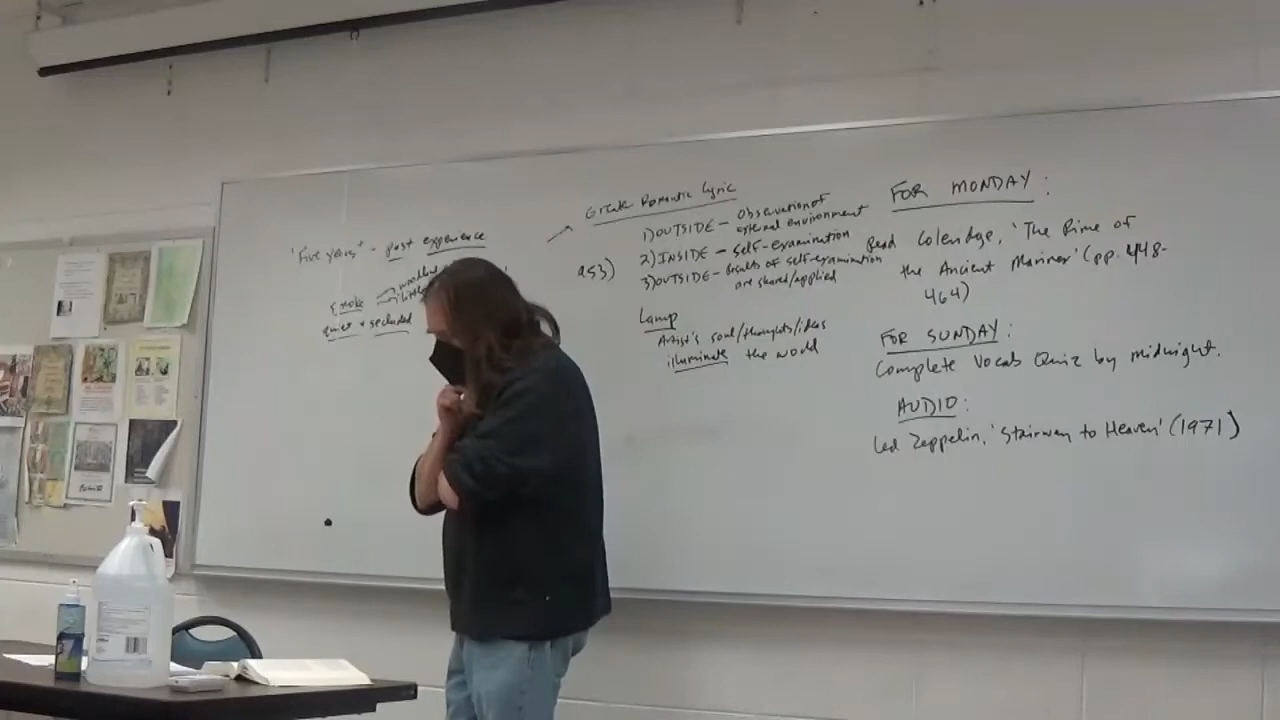 'Five years' - past experience
smoke
quiet + secluded
Greater Romantic Lyric
1) OUTSIDE - Observation of
external environment
2) INSIDE - self-examination
3) OUTSIDE - Results of self-examination
are shared/applied
953)
Lamp
Artist's soul/thoughts/ideas
illuminate the world
FOR MONDAY:
Read Coleridge, 'The Rime of
the Ancient Mariner' (pp. 448-
464)
FOR SUNDAY:
Complete Vocab Quiz by midnight.
AUDIO:
Led Zeppelin, 'Stairway to Heaven' (1971)